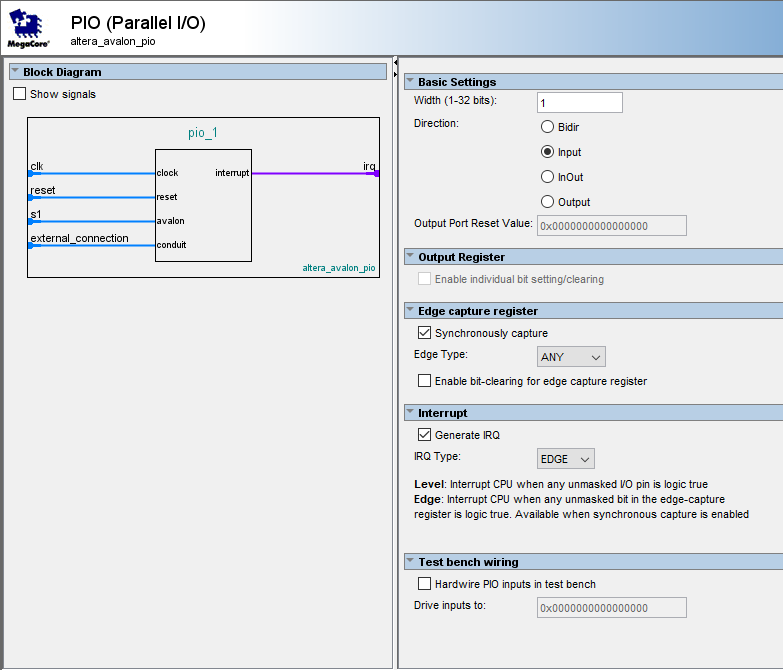 PIO (Parallel I/O)
altera_avalon_pio
MegaCore®
Block Diagram
Show signals
pio_1
clk
clock
interrupt
irq
reset
reset
s1
avalon
external_connection
conduit
altera_avalon_pio
Basic Settings
Width (1-32 bits):
1
Direction:
Bidir
Input
InOut
Output
Output Port Reset Value:
0x0000000000000000
Output Register
Enable individual bit setting/clearing
Edge capture register
Synchronously capture
Edge Type:
ANY
Enable bit-clearing for edge capture register
Interrupt
Generate IRQ
IRQ Type:
EDGE
Level: Interrupt CPU when any unmasked I/O pin is logic true
Edge: Interrupt CPU when any unmasked bit in the edge-capture
register is logic true. Available when synchronous capture is enabled
Test bench wiring
Hardwire PIO inputs in test bench
Drive inputs to:
0x0000000000000000